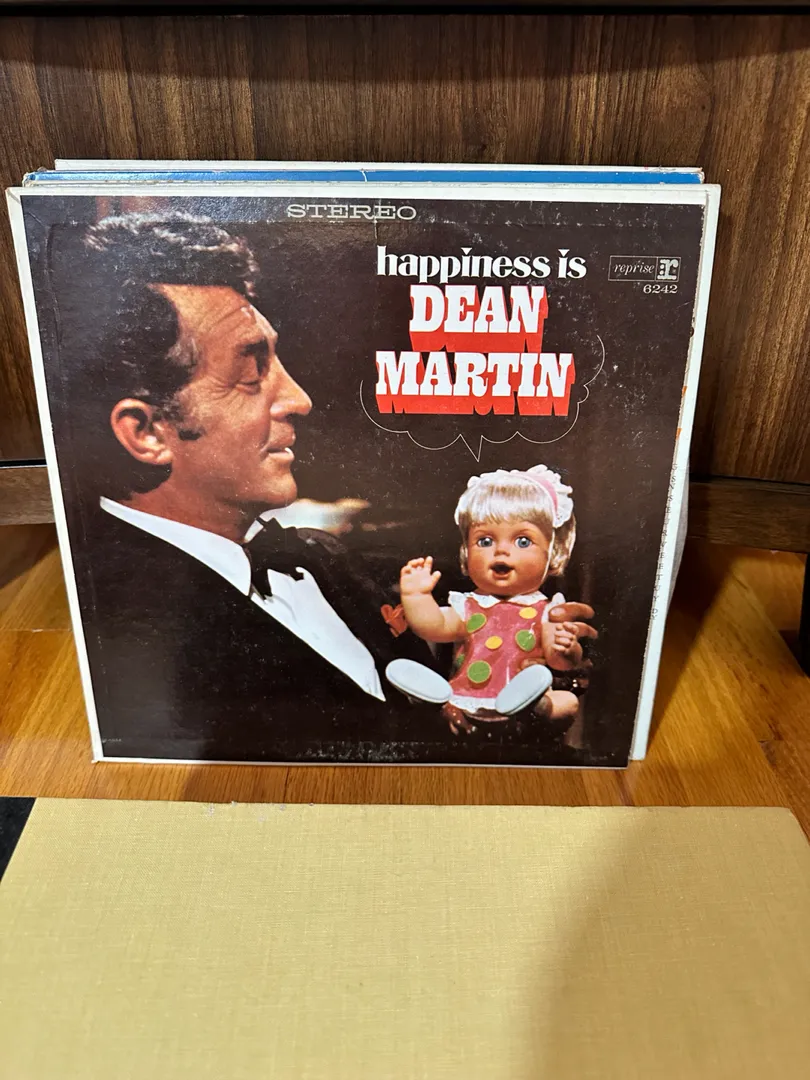 STEREO
happiness is
reprise r:
6242
DEAN
MARTIN